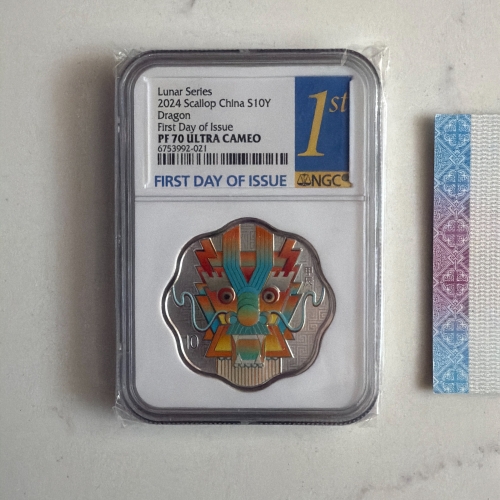 Lunar Series
2024 Scallop China S10Y
Dragon
First Day of Issue
PF 70 ULTRA CAMEO
6753992-021
1st
FIRST DAY OF ISSUE
NGC
10